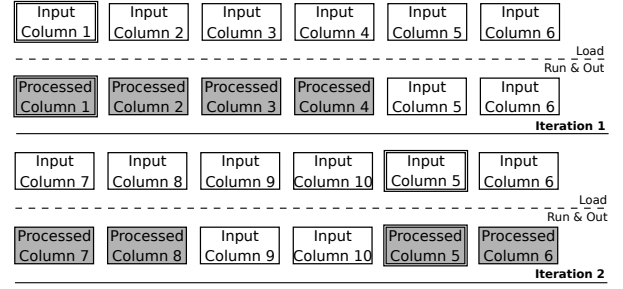 Input Input Input Input Input Input
Column 1 Column 2 Column 3 Column 4 Column 5 Column 6
Load
Run & Out
Processed Processed Processed Processed Input Input
Column 1 Column 2 Column 3 Column 4 Column 5 Column 6
Iteration 1
Input Input Input Input Input Input
Column 7 Column 8 Column 9 Column 10 Column 5 Column 6
Load
Run & Out
Processed Processed Input Input Processed Processed
Column 7 Column 8 Column 9 Column 10 Column 5 Column 6
Iteration 2